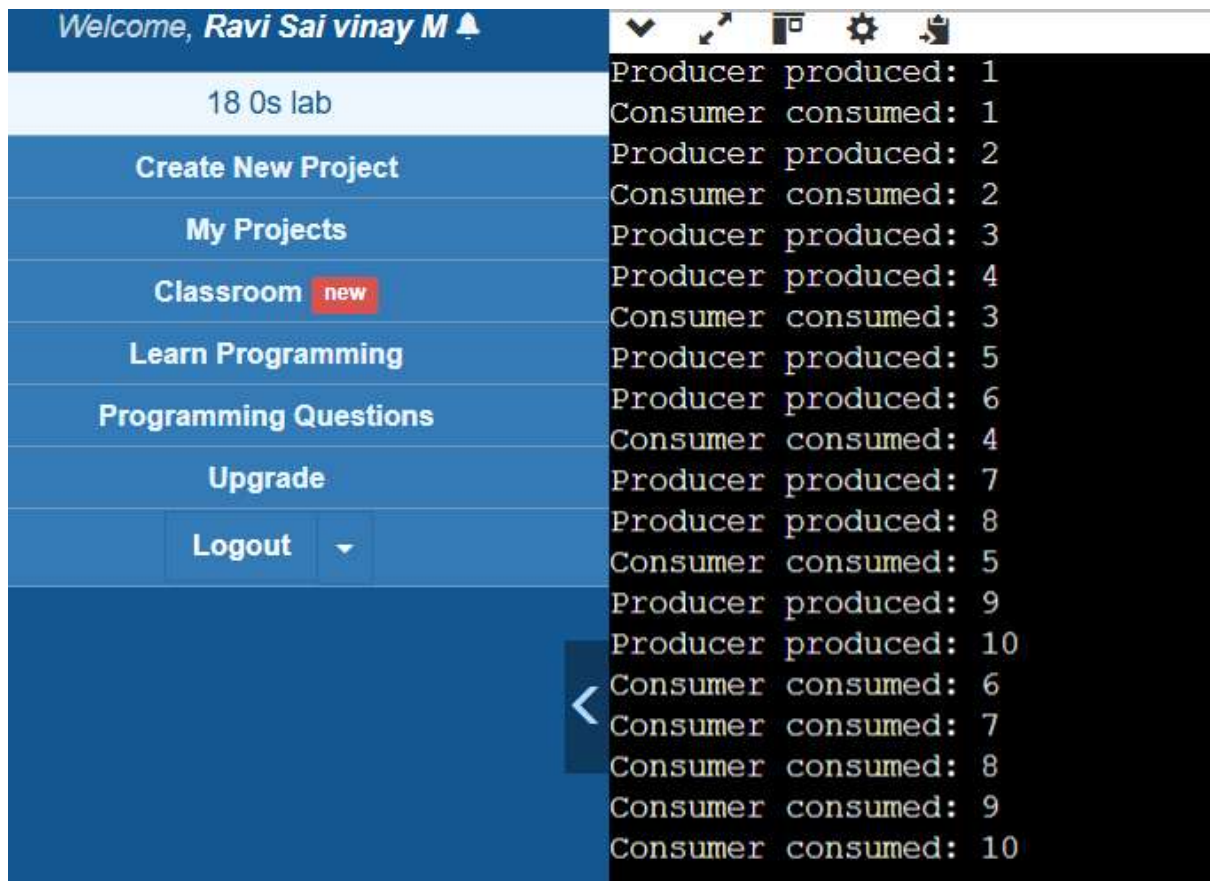 Welcome, Ravi Sai vinay M
18 0s lab
Create New Project
My Projects
Classroom new
Learn Programming
Programming Questions
Upgrade
Logout
Producer produced: 1
Consumer consumed: 1
Producer produced: 2
Consumer consumed: 2
Producer produced: 3
Producer produced: 4
Consumer consumed: 3
Producer produced: 5
Producer produced: 6
Consumer consumed: 4
Producer produced: 7
Producer produced: 8
Consumer consumed: 5
Producer produced: 9
Producer produced: 10
Consumer consumed: 6
Consumer consumed: 7
Consumer consumed: 8
Consumer consumed: 9
Consumer consumed: 10